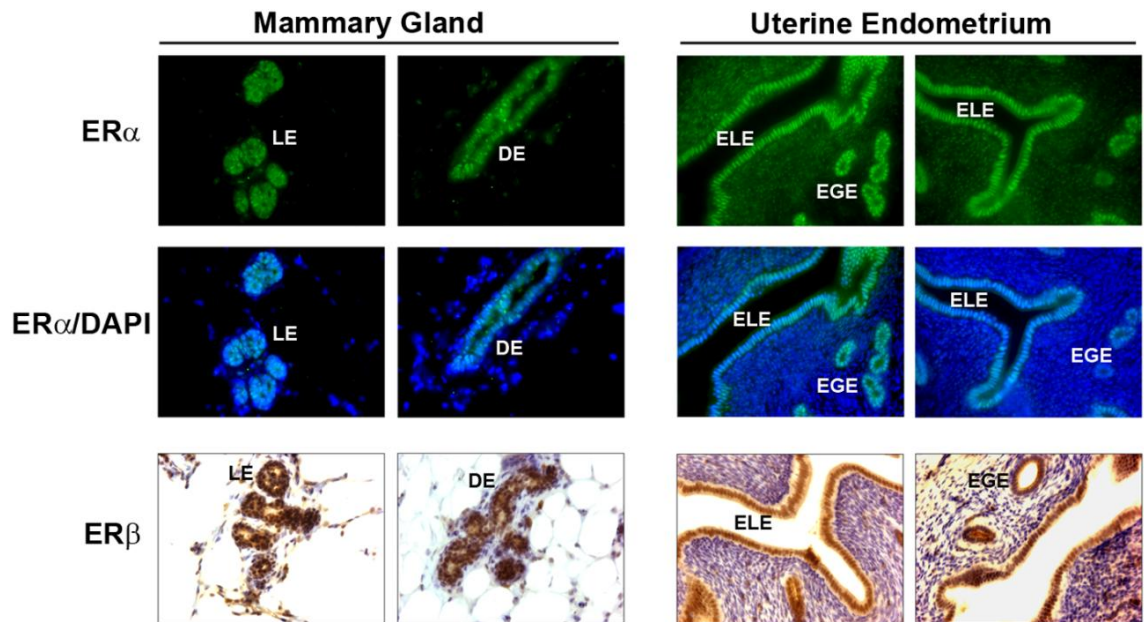 Mammary Gland
Uterine Endometrium
ERα
LE
DE
ELE
EGE
ELE
ERα/DAPI
LE
DE
ELE
EGE
ELE
EGE
ERβ
LE
DE
ELE
EGE